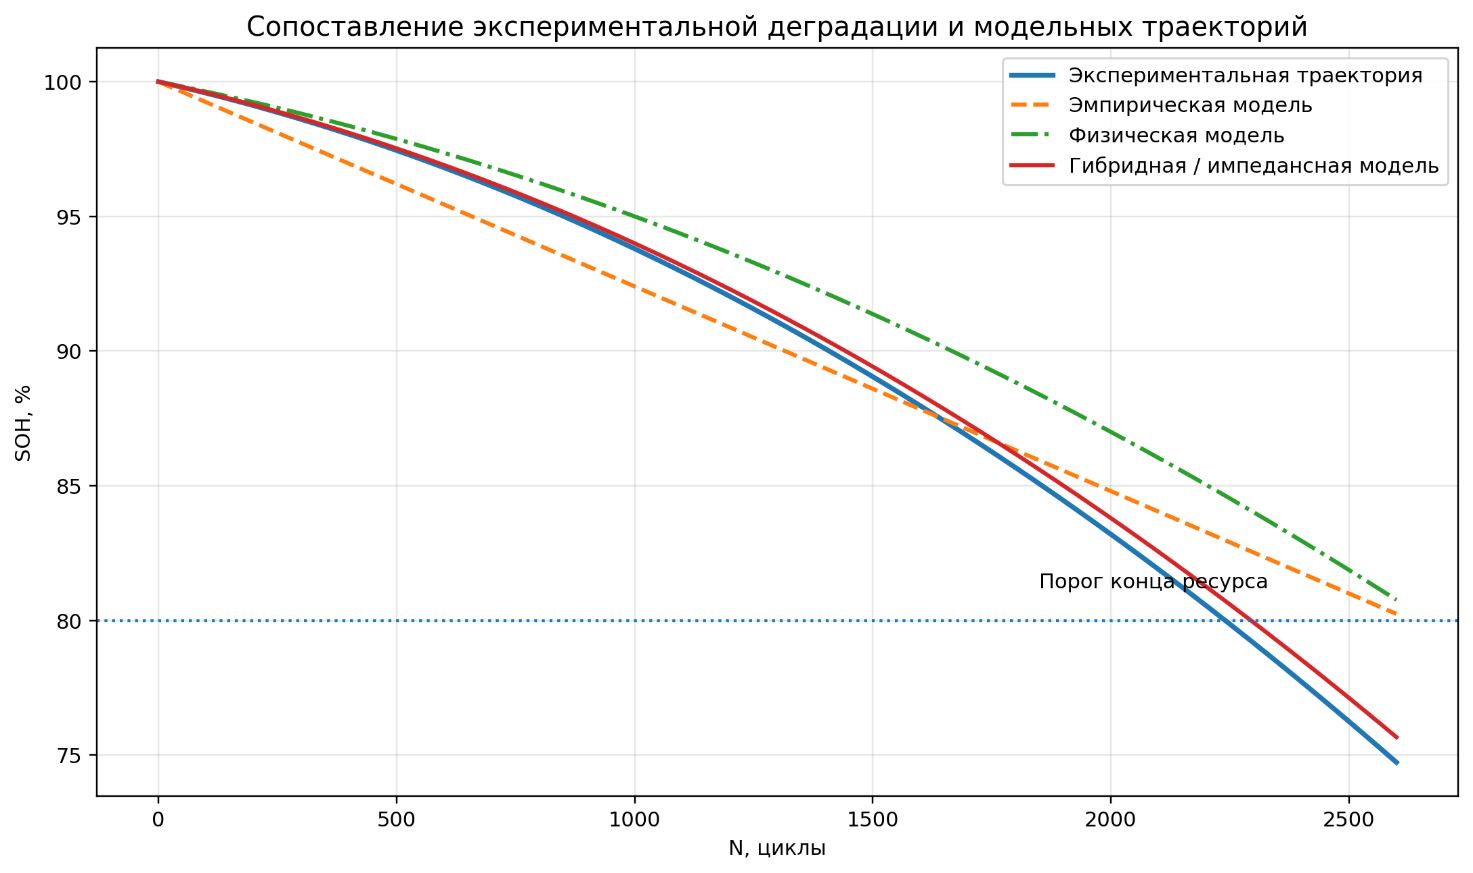 Сопоставление экспериментальной деградации и модельных траекторий
Экспериментальная траектория
Эмпирическая модель
Физическая модель
Гибридная / импедансная модель
SOH, %
100
95
90
85
80
75
Порог конца ресурса
0
500
1000
1500
2000
2500
N, циклы